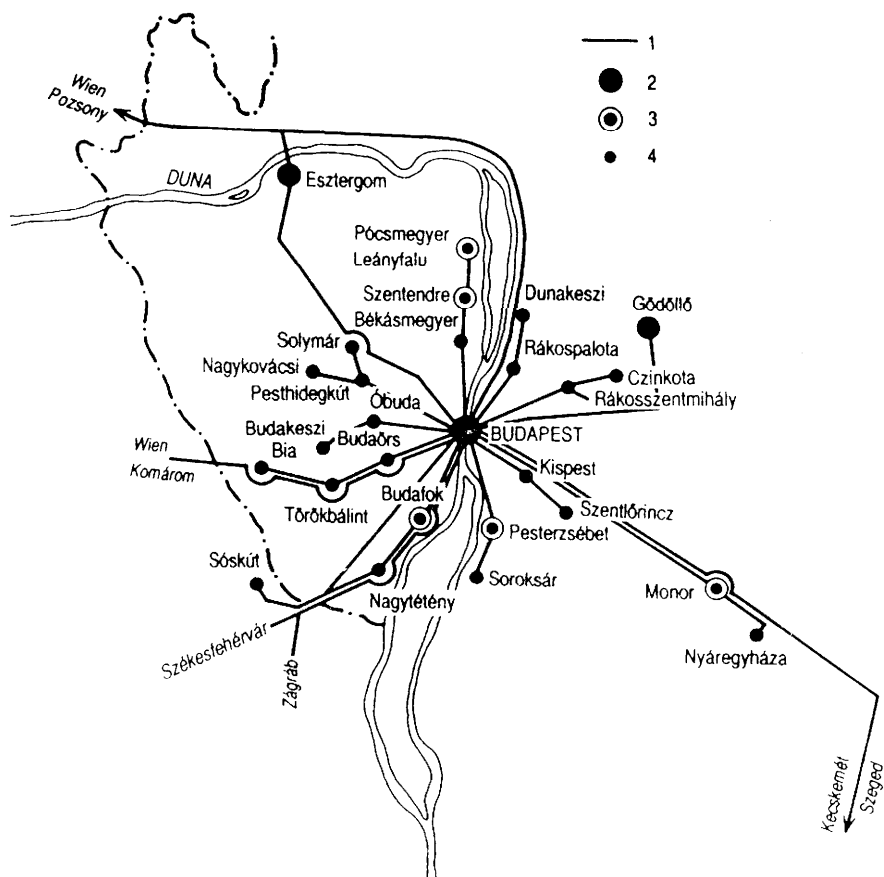 1
2
3
4
Wien
Pozsony
DUNA
Esztergom
Pócsmegyer
Leányfalu
Szentendre
Békásmegyer
Dunakeszi
Gödöllő
Solymár
Nagykovácsi
Pesthidegkút
Rákospalota
Czinkota
Rákosszentmihály
Óbuda
Budakeszi
Bia
Budaörs
BUDAPEST
Wien
Komárom
Törökbálint
Budafok
Kispest
Szentlőrincz
Pesterzsébet
Sóskút
Nagytétény
Soroksár
Monor
Nyáregyháza
Székesfehérvár
Zágráb
Kecskemét
Szeged